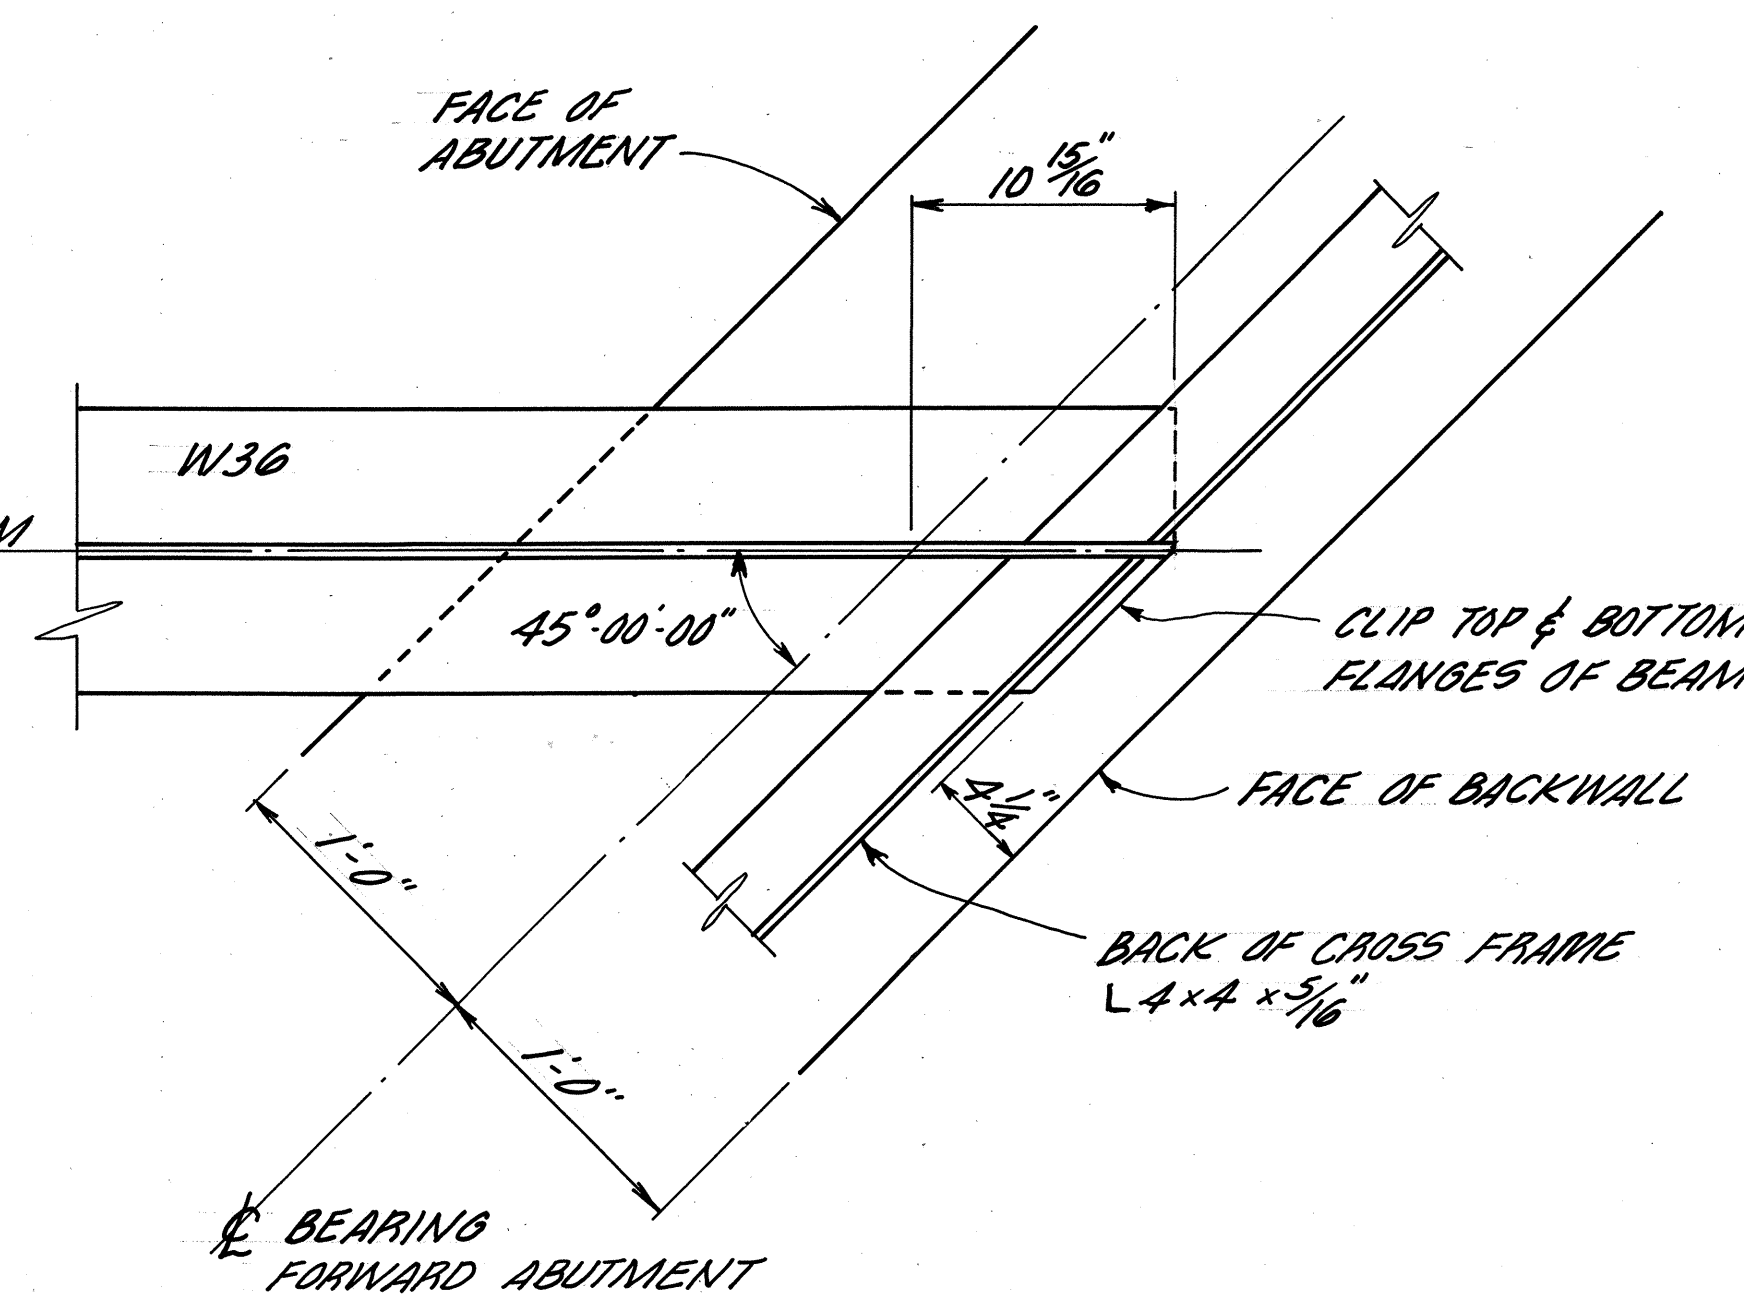 FACE OF
ABUTMENT
10 15/16"
W36
M
45°-00'-00"
CLIP TOP & BOTTOM
FLANGES OF BEAM
FACE OF BACKWALL
4 1/4"
1'-0"
BACK OF CROSS FRAME
L 4 x 4 x 5/16"
1'-0"
℄ BEARING
FORWARD ABUTMENT